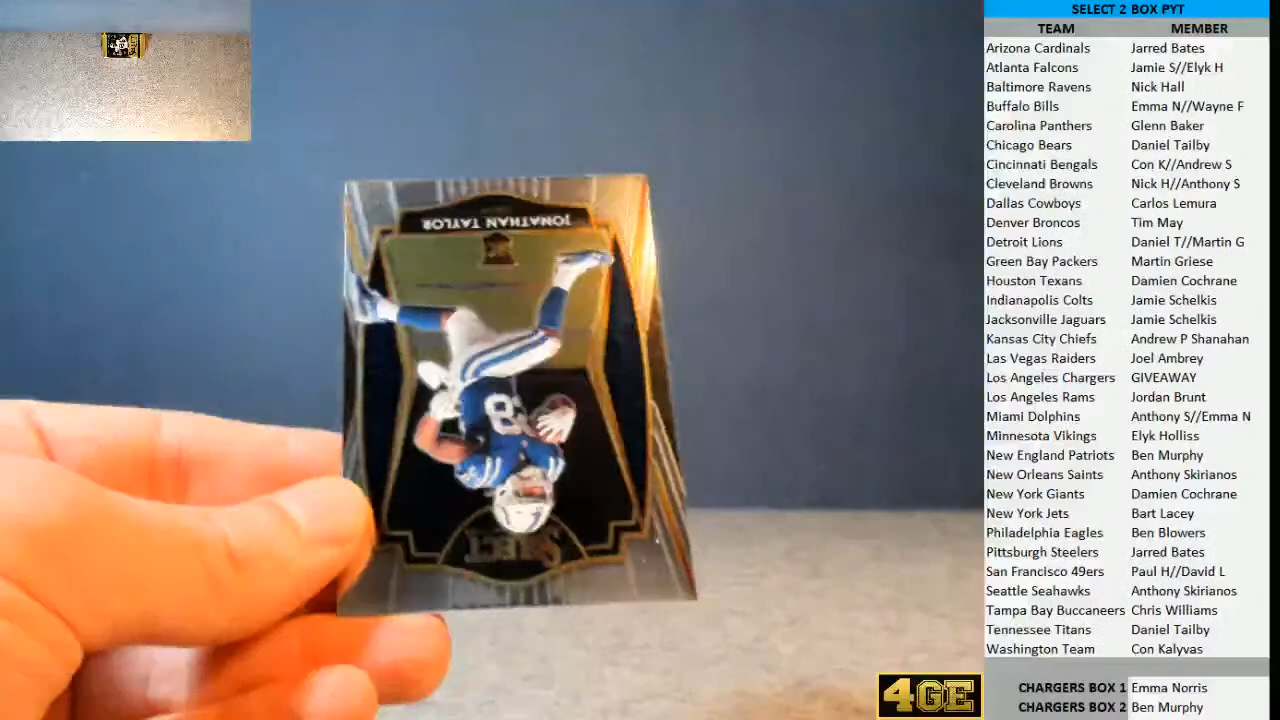 SELECT 2 BOX PYT
TEAM MEMBER
Arizona Cardinals Jarred Bates
Atlanta Falcons Jamie S//Elyk H
Baltimore Ravens Nick Hall
Buffalo Bills Emma N//Wayne F
Carolina Panthers Glenn Baker
Chicago Bears Daniel Tailby
Cincinnati Bengals Con K//Andrew S
Cleveland Browns Nick H//Anthony S
Dallas Cowboys Carlos Lemura
Denver Broncos Tim May
Detroit Lions Daniel T//Martin G
Green Bay Packers Martin Griese
Houston Texans Damien Cochrane
Indianapolis Colts Jamie Schelkis
Jacksonville Jaguars Jamie Schelkis
Kansas City Chiefs Andrew P Shanahan
Las Vegas Raiders Joel Ambrey
Los Angeles Chargers GIVEAWAY
Los Angeles Rams Jordan Brunt
Miami Dolphins Anthony S//Emma N
Minnesota Vikings Elyk Holliss
New England Patriots Ben Murphy
New Orleans Saints Anthony Skirianos
New York Giants Damien Cochrane
New York Jets Bart Lacey
Philadelphia Eagles Ben Blowers
Pittsburgh Steelers Jarred Bates
San Francisco 49ers Paul H//David L
Seattle Seahawks Anthony Skirianos
Tampa Bay Buccaneers Chris Williams
Tennessee Titans Daniel Tailby
Washington Team Con Kalyvas
CHARGERS BOX 1 Emma Norris
CHARGERS BOX 2 Ben Murphy
4GE
JONATHAN TAYLOR
SELECT